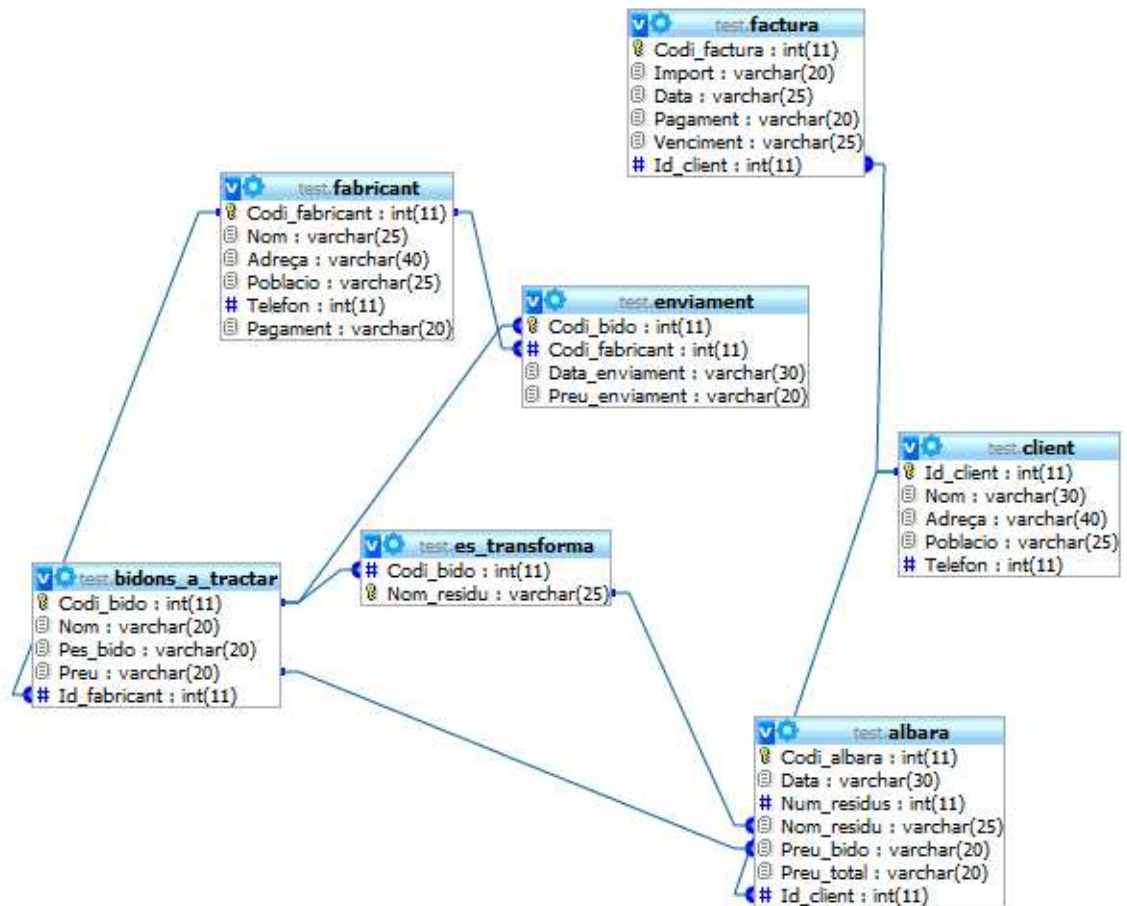 test.factura
Codi_factura : int(11)
Import : varchar(20)
Data : varchar(25)
Pagament : varchar(20)
Venciment : varchar(25)
# Id_client : int(11)
test.fabricant
Codi_fabricant : int(11)
Nom : varchar(25)
Adreça : varchar(40)
Poblacio : varchar(25)
# Telefon : int(11)
Pagament : varchar(20)
test.enviament
Codi_bido : int(11)
# Codi_fabricant : int(11)
Data_enviament : varchar(30)
Preu_enviament : varchar(20)
test.client
Id_client : int(11)
Nom : varchar(30)
Adreça : varchar(40)
Poblacio : varchar(25)
# Telefon : int(11)
test.es_transforma
# Codi_bido : int(11)
Nom_residu : varchar(25)
test.bidons_a_tractar
Codi_bido : int(11)
Nom : varchar(20)
Pes_bido : varchar(20)
Preu : varchar(20)
# Id_fabricant : int(11)
test.albara
Codi_albara : int(11)
Data : varchar(30)
# Num_residus : int(11)
Nom_residu : varchar(25)
Preu_bido : varchar(20)
Preu_total : varchar(20)
# Id_client : int(11)